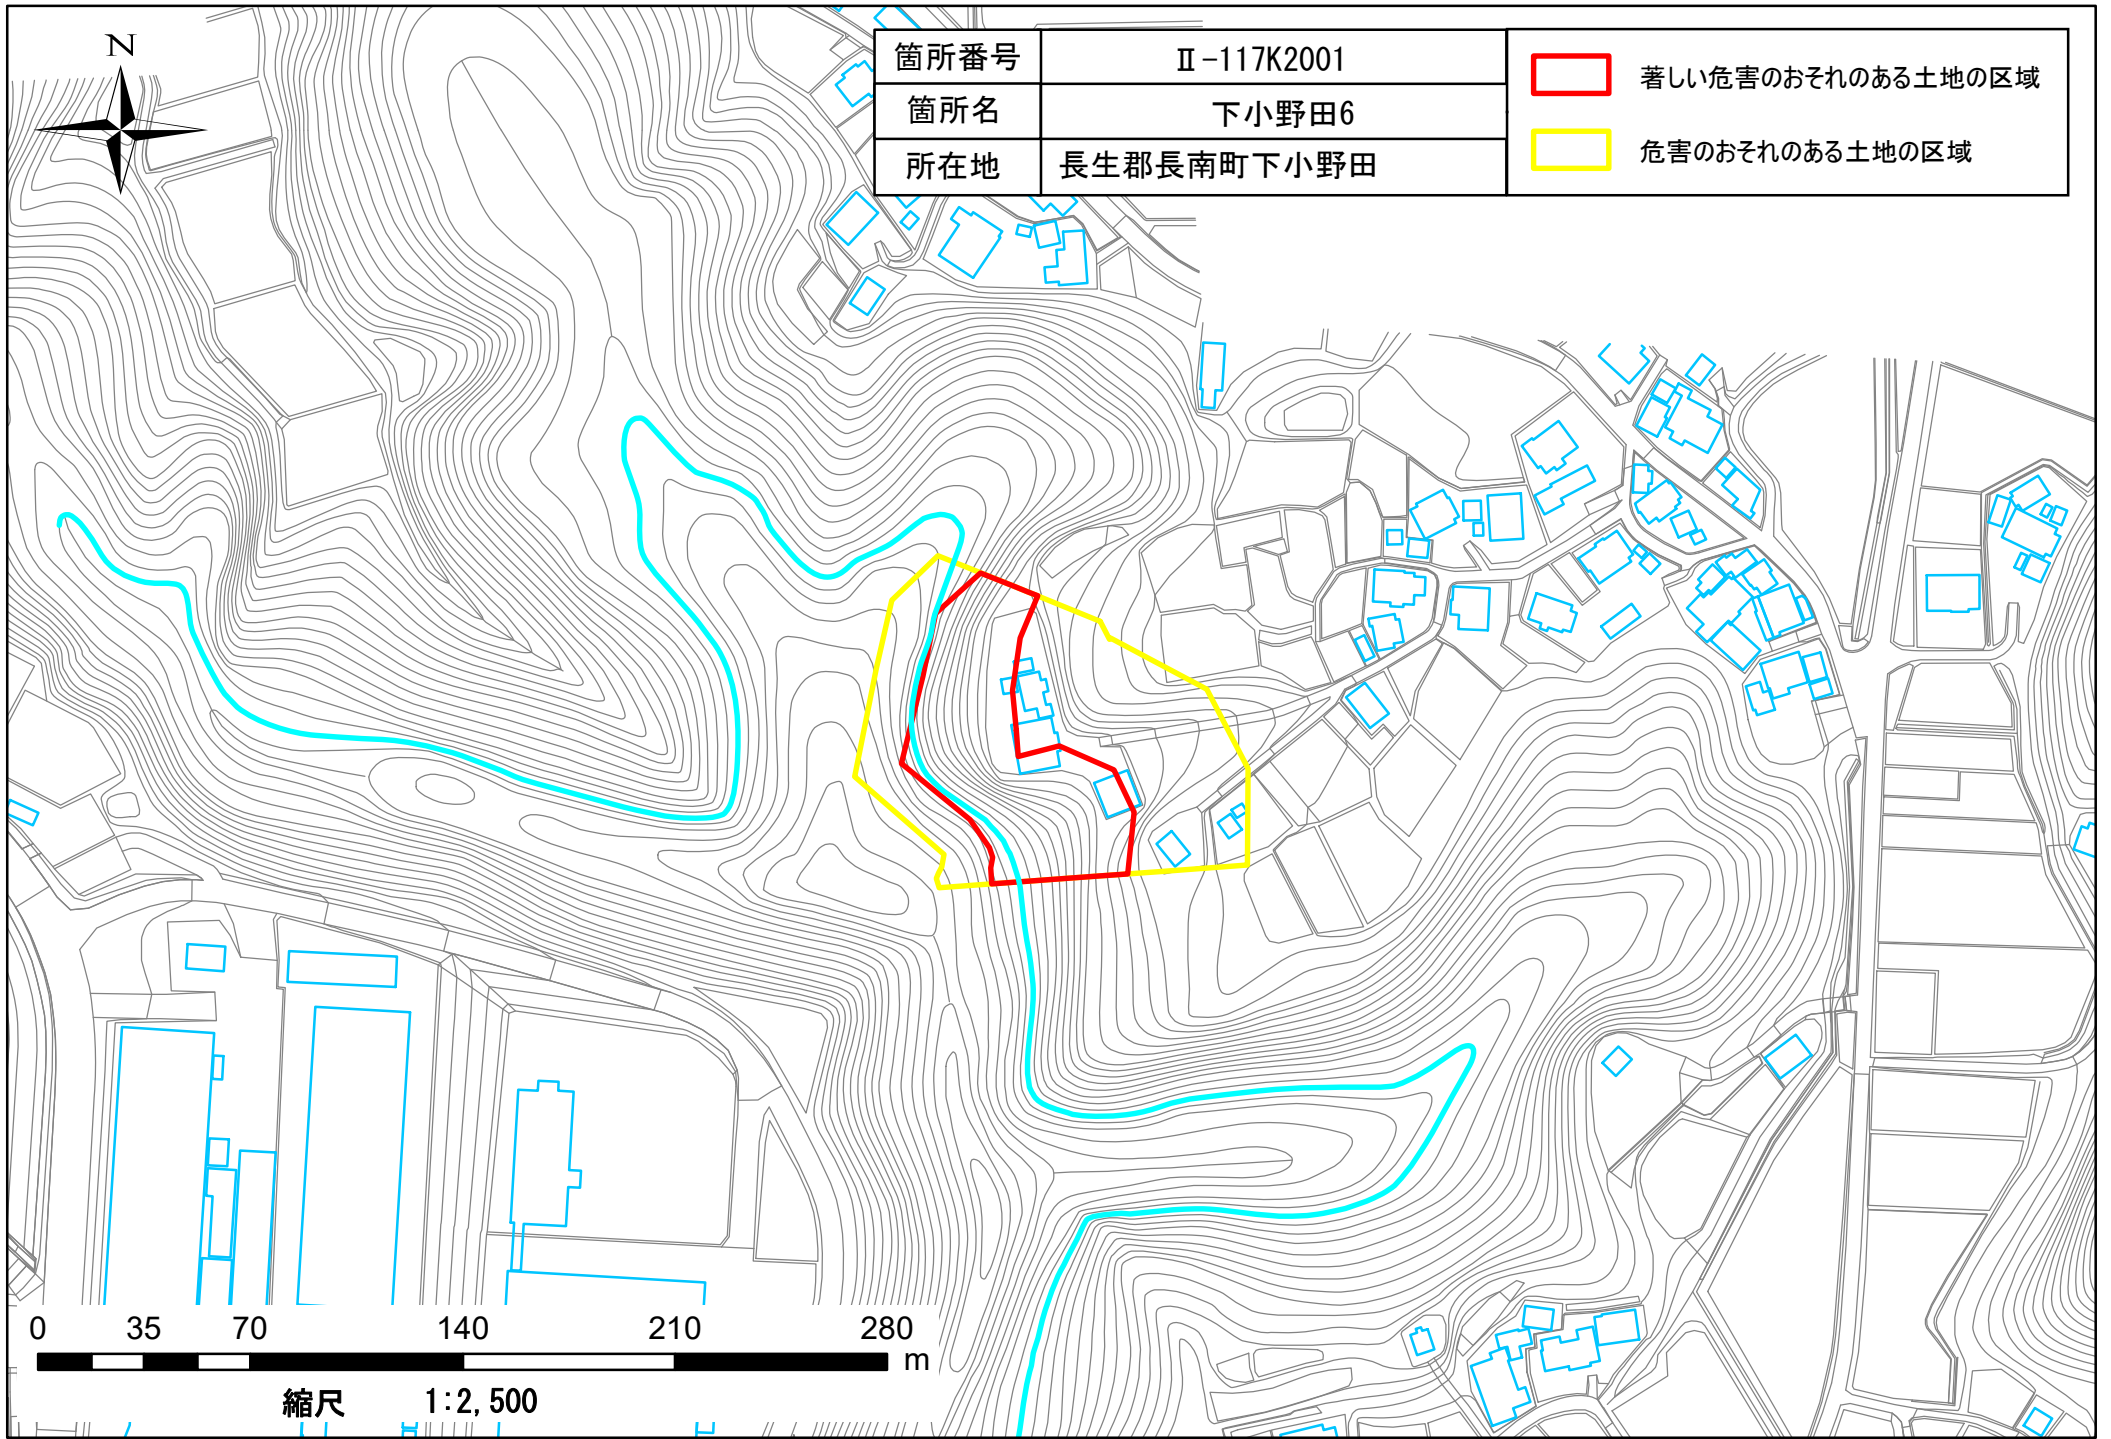 N
箇所番号 Ⅱ-117K2001
箇所名 下小野田6
所在地 長生郡長南町下小野田
著しい危害のおそれのある土地の区域
危害のおそれのある土地の区域
0 35 70 140 210 280
m
縮尺 1:2,500